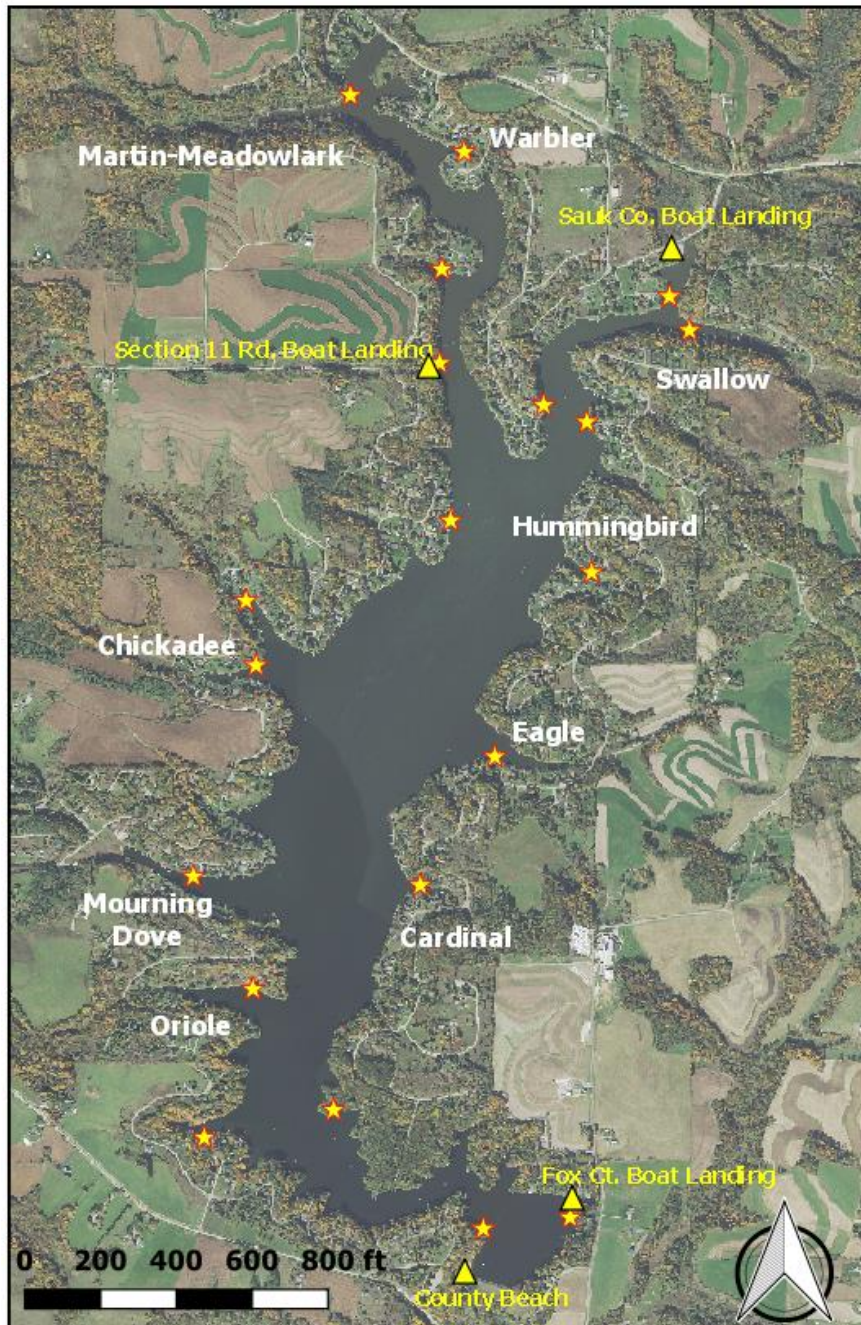 Warbler
Martin-Meadowlark
Sauk Co. Boat Landing
Section 11 Rd. Boat Landing
Swallow
Hummingbird
Chickadee
Eagle
Mourning
Dove
Cardinal
Oriole
Fox Ct. Boat Landing
0 200 400 600 800 ft
County Beach